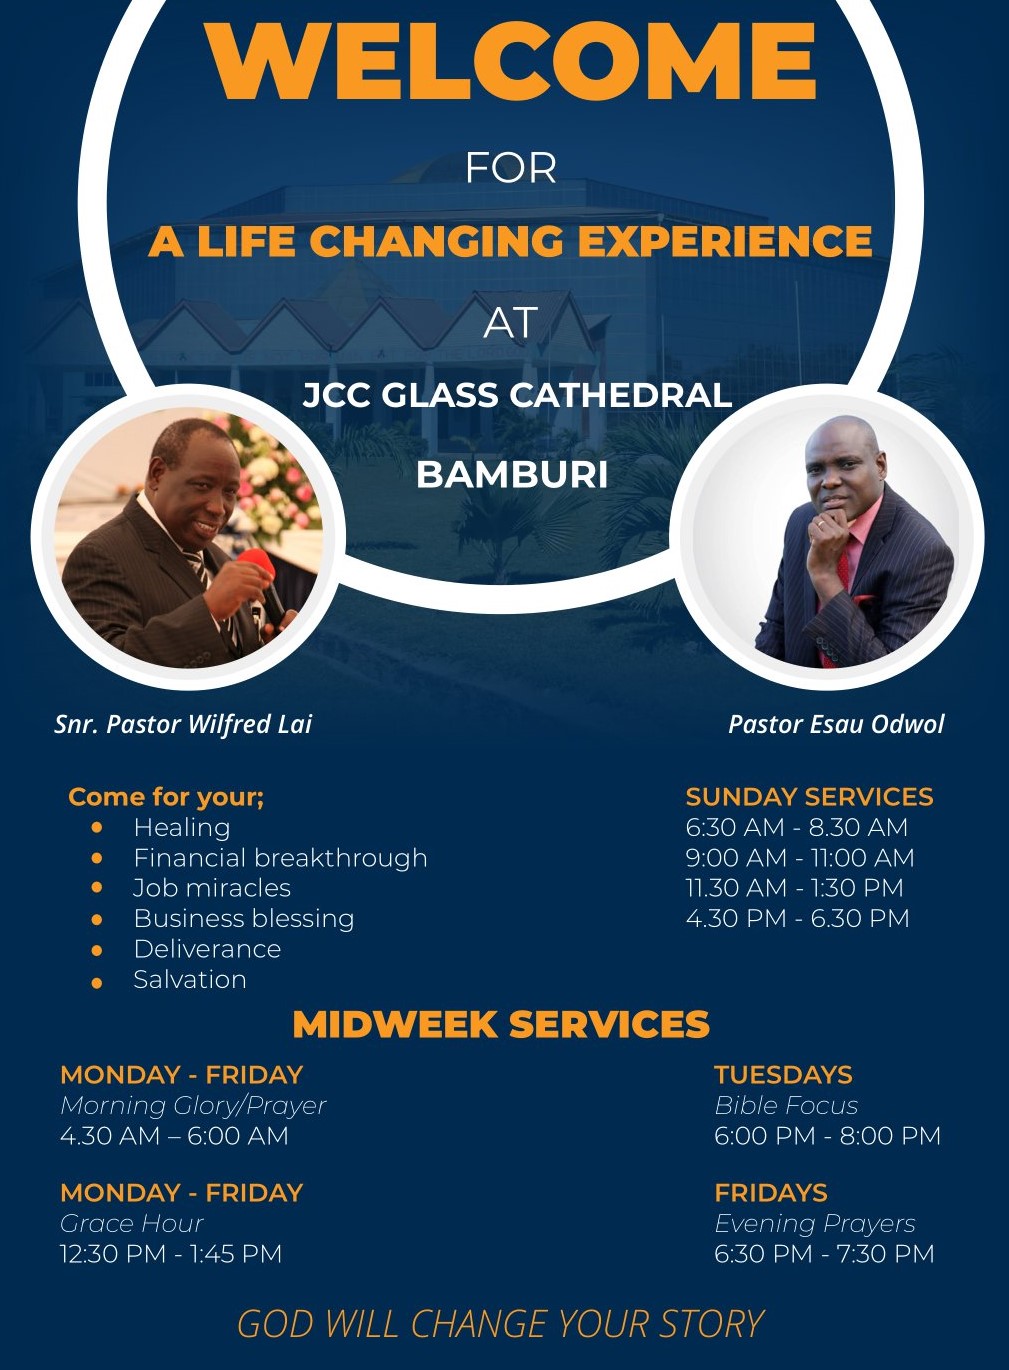 WELCOME
FOR
A LIFE CHANGING EXPERIENCE
AT
JCC GLASS CATHEDRAL
BAMBURI
Snr. Pastor Wilfred Lai
Pastor Esau Odwol
Come for your;
Healing
Financial breakthrough
Job miracles
Business blessing
Deliverance
Salvation
SUNDAY SERVICES
6:30 AM - 8.30 AM
9:00 AM - 11:00 AM
11.30 AM - 1:30 PM
4.30 PM - 6.30 PM
MIDWEEK SERVICES
MONDAY - FRIDAY
Morning Glory/Prayer
4.30 AM – 6:00 AM
TUESDAYS
Bible Focus
6:00 PM - 8:00 PM
MONDAY - FRIDAY
Grace Hour
12:30 PM - 1:45 PM
FRIDAYS
Evening Prayers
6:30 PM - 7:30 PM
GOD WILL CHANGE YOUR STORY